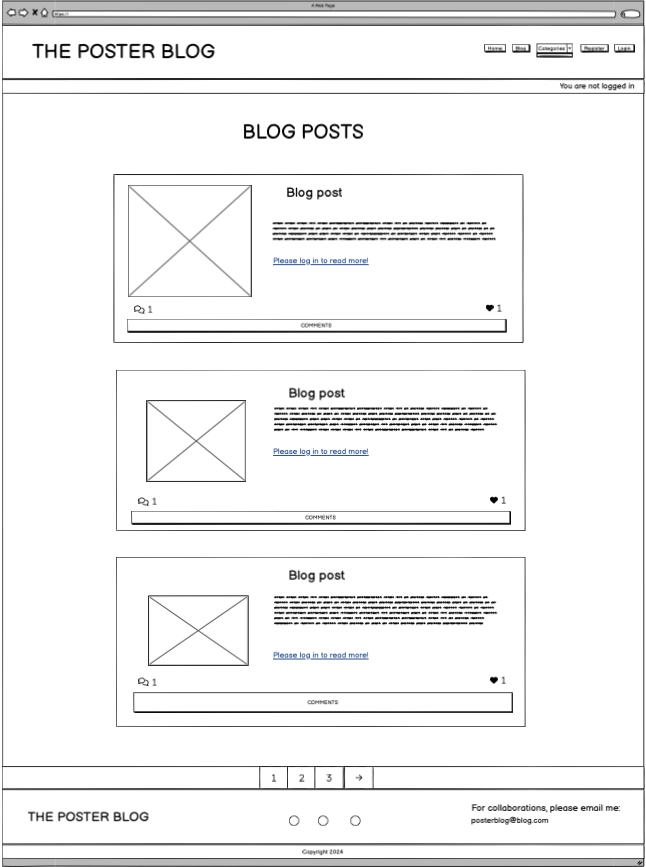 A Web Page
https://
THE POSTER BLOG
Home
Blog
Categories
Register
Login
You are not logged in
BLOG POSTS
Blog post
Please log in to read more!
1
1
COMMENTS
Blog post
Please log in to read more!
1
1
COMMENTS
Blog post
Please log in to read more!
1
1
COMMENTS
1 2 3 →
THE POSTER BLOG
For collaborations, please email me:
posterblog@blog.com
Copyright 2024